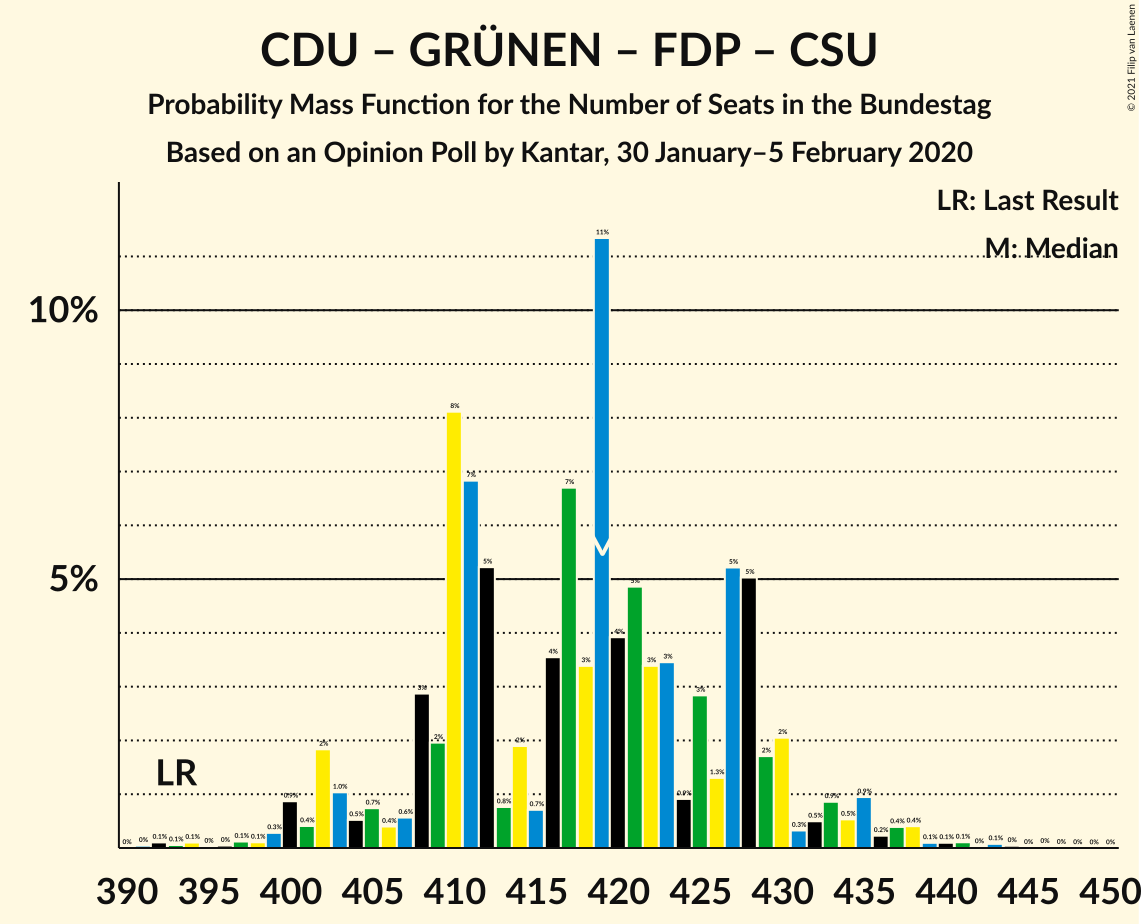 CDU – GRÜNEN – FDP – CSU
Probability Mass Function for the Number of Seats in the Bundestag
Based on an Opinion Poll by Kantar, 30 January–5 February 2020
© 2021 Filip van Laenen
LR: Last Result
M: Median
10%
5%
LR
M
0% 0% 0.1% 0.1% 0.1% 0% 0% 0.1% 0.1% 0.3% 0.9% 0.4% 2% 1.0% 0.5% 0.7% 0.4% 0.6% 3% 2% 8% 7% 5% 0.8% 2% 0.7% 4% 7% 3% 11% 4% 5% 3% 3% 0.9% 3% 1.3% 5% 5% 2% 2% 0.3% 0.5% 0.9% 0.5% 0.9% 0.2% 0.4% 0.4% 0.1% 0.1% 0.1% 0% 0.1% 0% 0% 0% 0% 0% 0% 0%
390 395 400 405 410 415 420 425 430 435 440 445 450